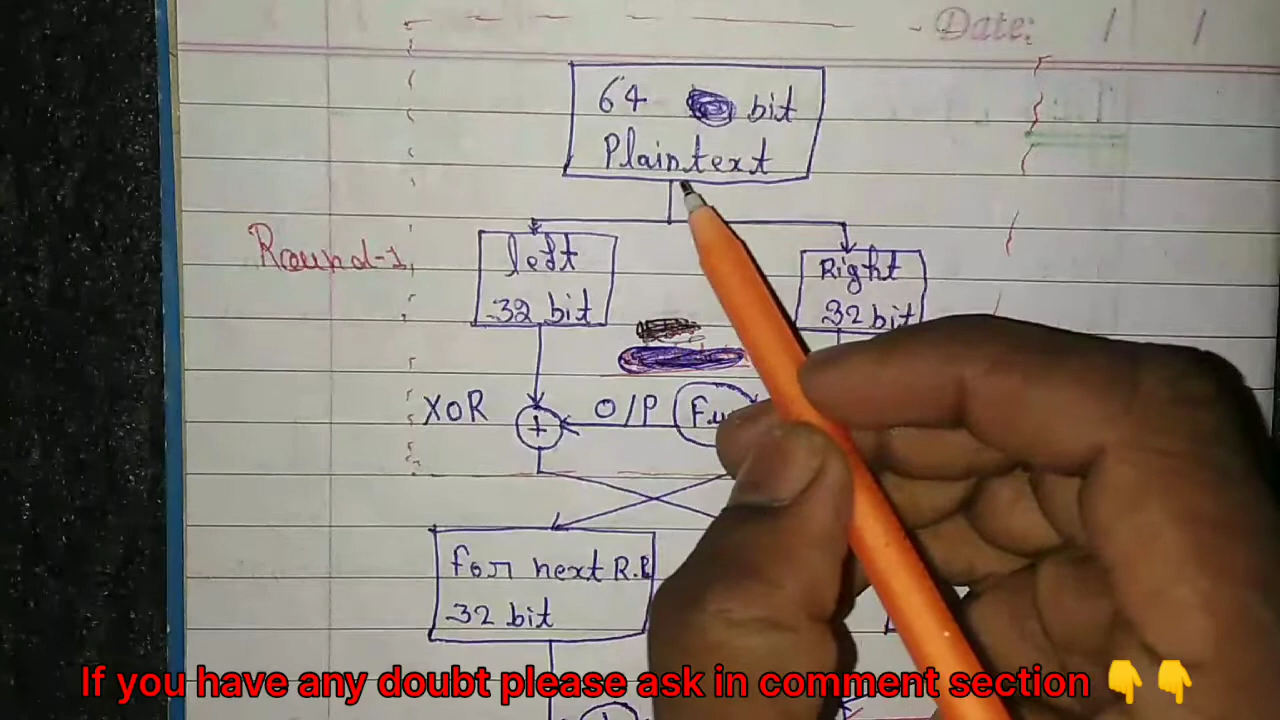 Date: / /
64 bit
Plaintext
Round-1,
left
32 bit
Right
32 bit
XOR
O/P
for next
32 bit
If you have any doubt please ask in comment section 👇👇